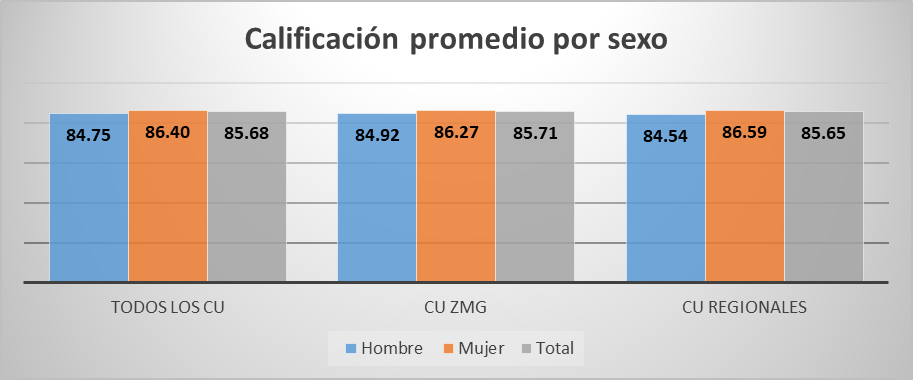 Calificación promedio por sexo
84.75 86.40 85.68 84.92 86.27 85.71 84.54 86.59 85.65
TODOS LOS CU CU ZMG CU REGIONALES
Hombre Mujer Total